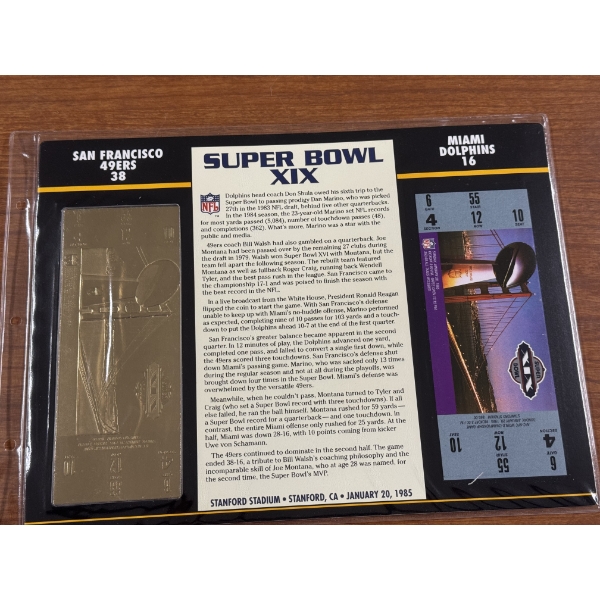 SAN FRANCISCO
49ERS
38
SUPER BOWL
XIX
MIAMI
DOLPHINS
16
NFL
Dolphins head coach Don Shula owed his sixth trip to the
Super Bowl to passing prodigy Dan Marino, who was picked
27th in the 1983 NFL draft, behind five other quarterbacks.
In the 1984 season, the 23-year-old Marino set NFL records
for most yards passed (5,084), number of touchdown passes (48),
and completions (362). What's more, Marino was a star with the
public and media.
49ers coach Bill Walsh had also gambled on a quarterback. Joe
Montana had been passed over by the remaining 27 clubs during
the draft in 1979. Walsh won Super Bowl XVI with Montana, but the
team fell apart the following season. The rebuilt team featured
Montana as well as fullback Roger Craig, running back Wendell
Tyler, and the best pass rush in the league. San Francisco came to
the championship 17-1 and was poised to finish the season with
the best record in the NFL.
In a live broadcast from the White House, President Ronald Reagan
flipped the coin to start the game. With San Francisco's defense
unable to keep up with Miami's no-huddle offense, Marino performed
as expected, completing nine of 10 passes for 103 yards and a touch-
down to put the Dolphins ahead 10-7 at the end of the first quarter.
San Francisco's greater balance became apparent in the second
quarter. In 12 minutes of play, the Dolphins advanced one yard,
completed one pass, and failed to convert a single first down, while
the 49ers scored three touchdowns. San Francisco's defense shut
down Miami's passing game. Marino, who was sacked only 13 times
during the regular season and not at all during the playoffs, was
brought down four times in the Super Bowl. Miami's defense was
overwhelmed by the versatile 49ers.
Meanwhile, when he couldn't pass, Montana turned to Tyler and
Craig (who set a Super Bowl record with three touchdowns). If all
else failed, he ran the ball himself. Montana rushed for 59 yards —
a Super Bowl record for a quarterback — and one touchdown. In
contrast, the entire Miami offense only rushed for 25 yards. At the
half, Miami was down 28-16, with 10 points coming from kicker
Uwe von Schamann.
The 49ers continued to dominate in the second half. The game
ended 38-16, a tribute to Bill Walsh's coaching philosophy and the
incomparable skill of Joe Montana, who at age 28 was named, for
the second time, the Super Bowl's MVP.
STANFORD STADIUM • STANFORD, CA • JANUARY 20, 1985
6 55
4 12 10
XIX
10 12 4
55 6